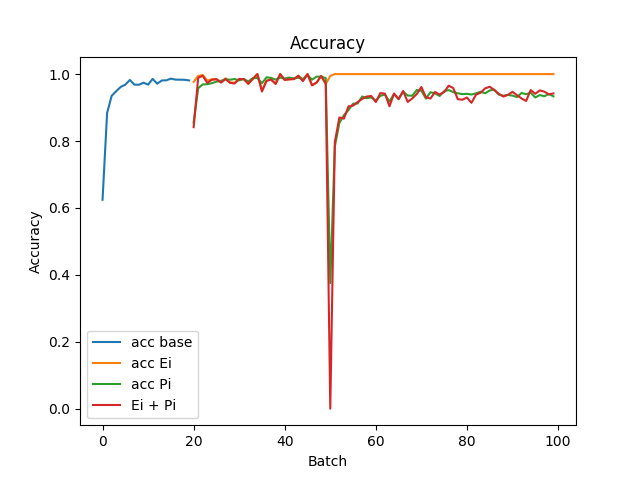 Accuracy
1.0
0.8
0.6
0.4
0.2
0.0
Accuracy
acc base
acc Ei
acc Pi
Ei + Pi
0 20 40 60 80 100
Batch